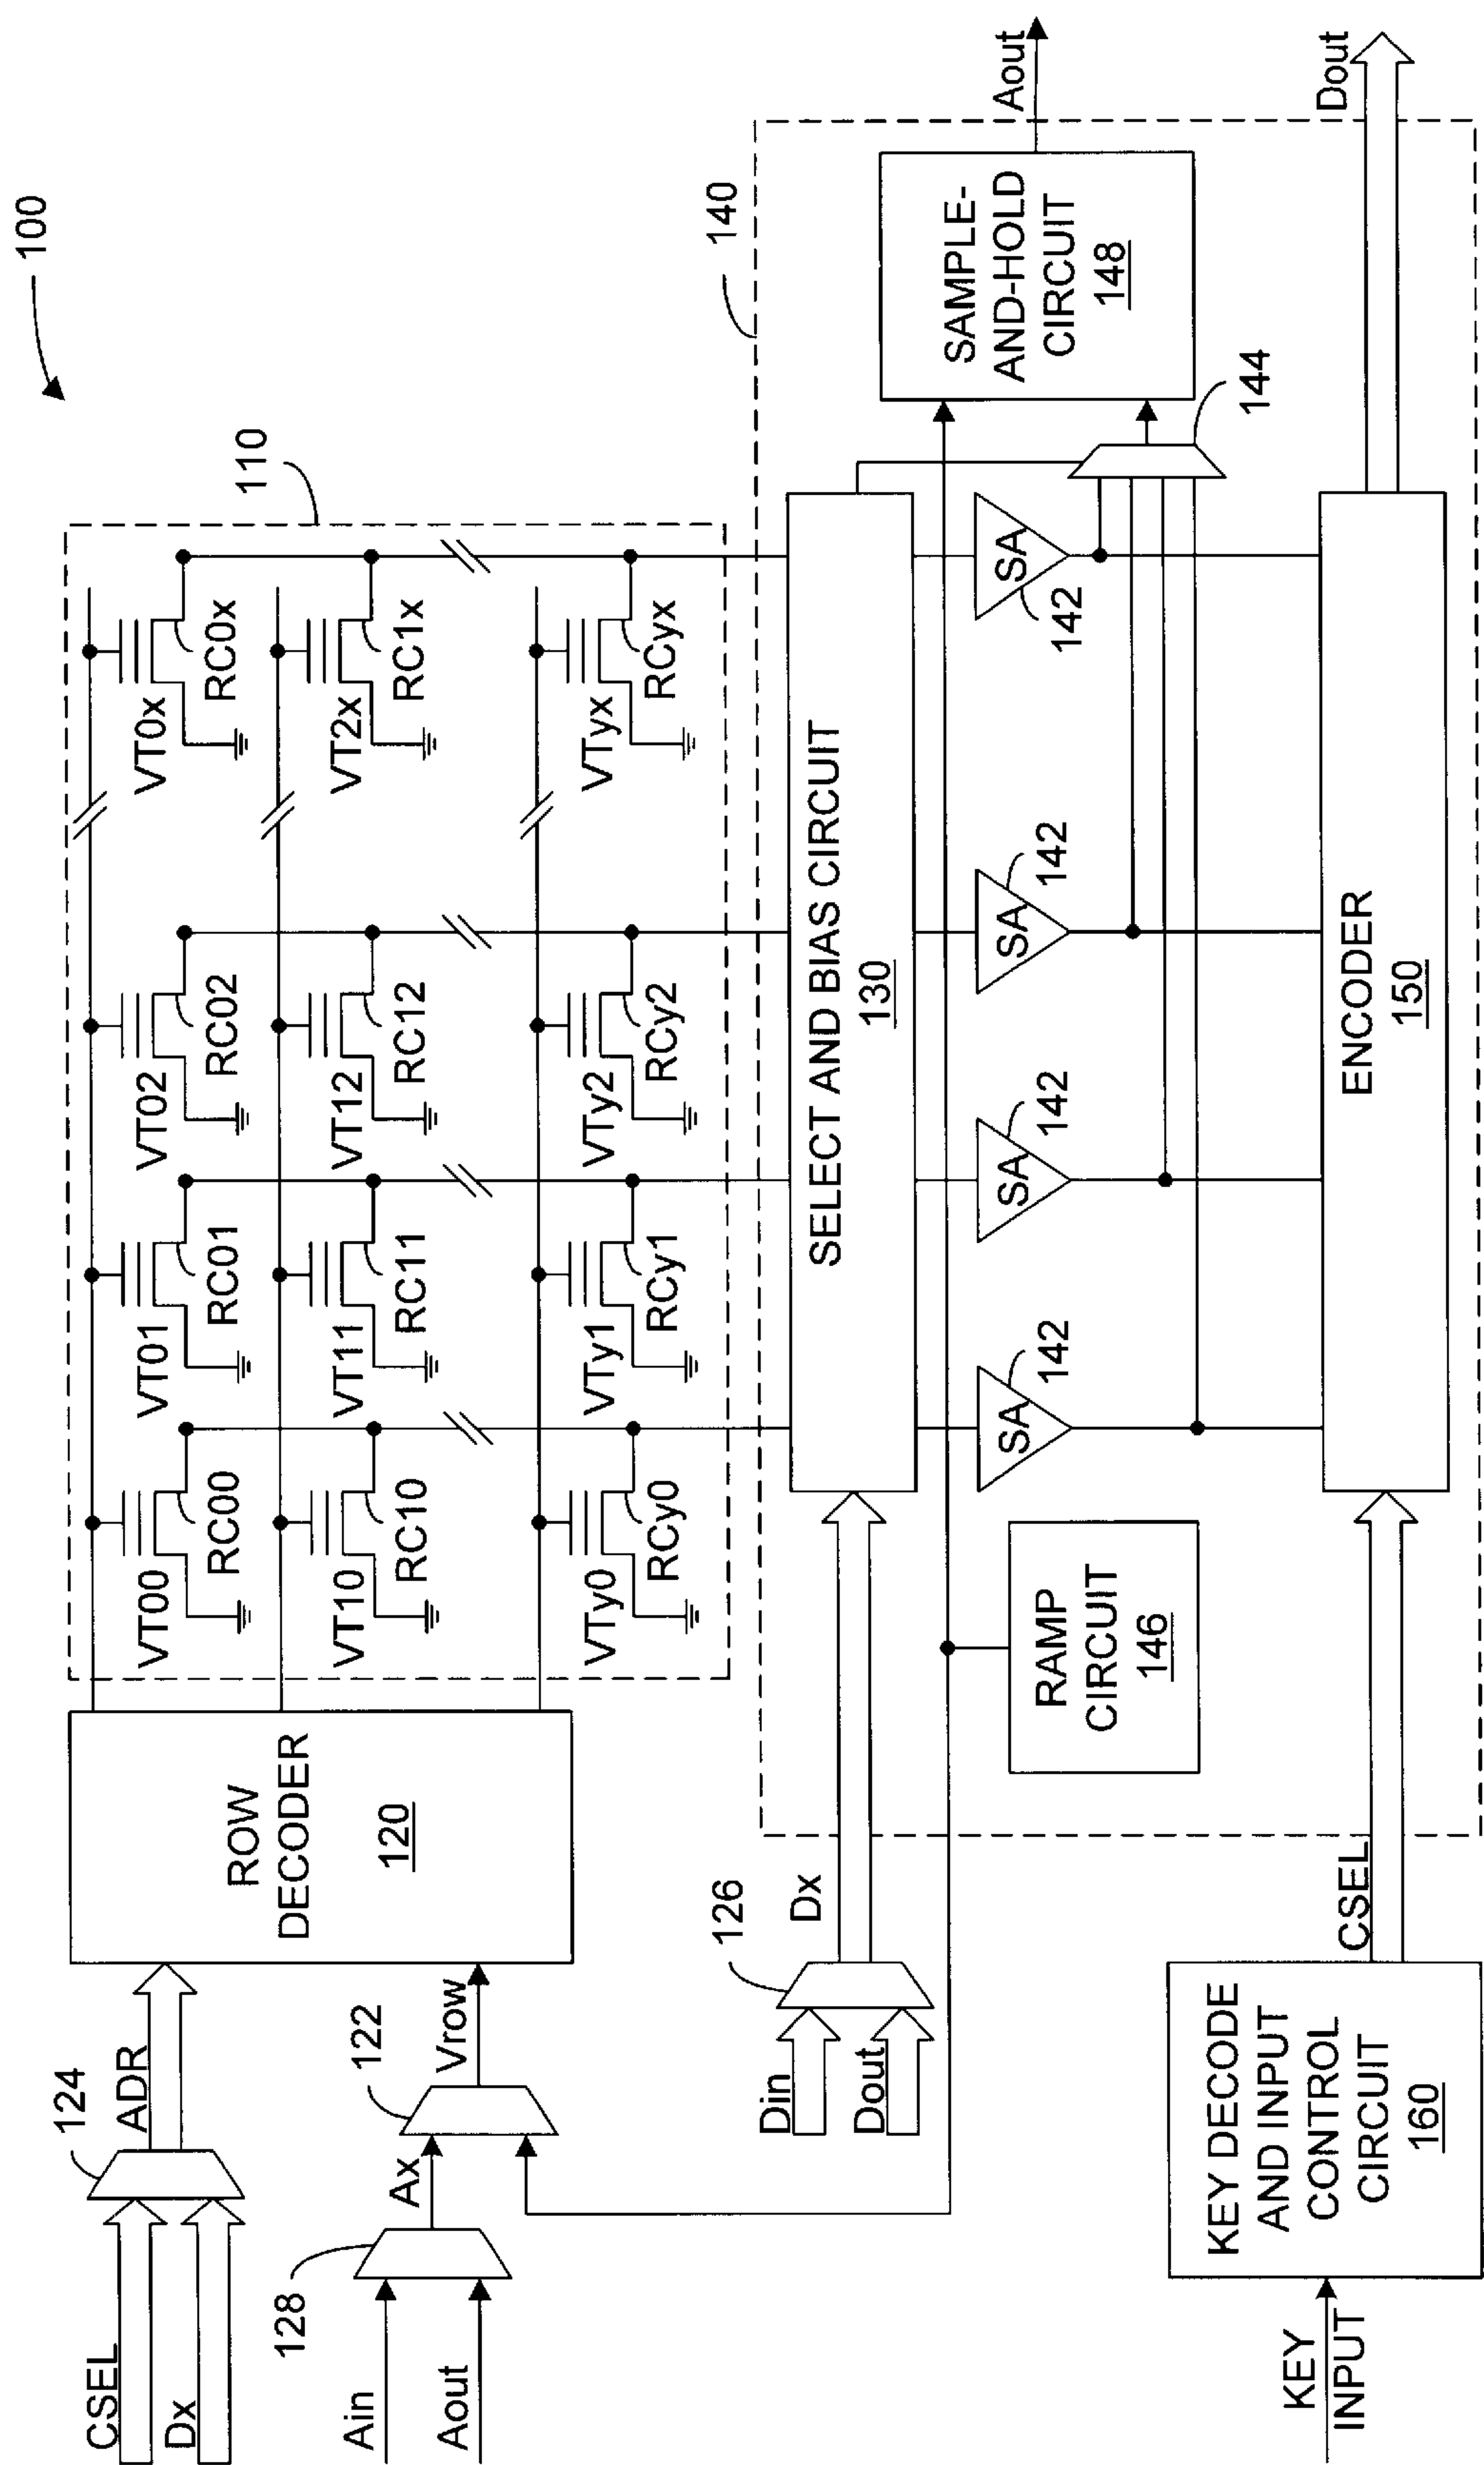 100
110
VT00
VT01
VT02
VT0x
RC00
RC01
RC02
RC0x
VT10
VT11
VT12
VT2x
RC10
RC11
RC12
RC1x
VTy0
VTy1
VTy2
VTyx
RCy0
RCy1
RCy2
RCyx
124
CSEL
Dx
ADR
ROW
DECODER
120
122
Vrow
Ax
128
Ain
Aout
126
Din
Dout
Dx
140
SELECT AND BIAS CIRCUIT
130
SA
142
SA
142
SA
142
SA
142
144
RAMP
CIRCUIT
146
SAMPLE-
AND-HOLD
CIRCUIT
148
Aout
KEY
INPUT
KEY DECODE
AND INPUT
CONTROL
CIRCUIT
160
CSEL
ENCODER
150
Dout